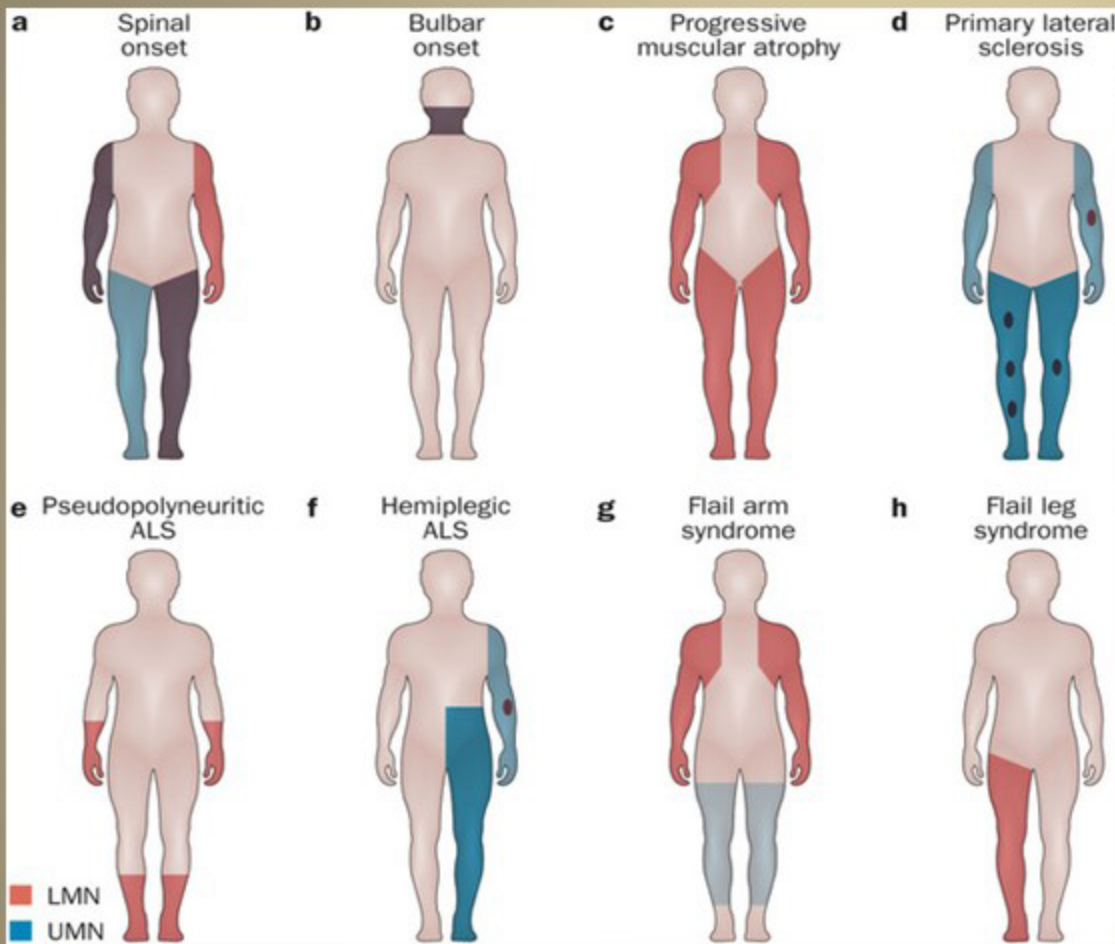 a Spinal onset
b Bulbar onset
c Progressive muscular atrophy
d Primary lateral sclerosis
e Pseudopolyneuritic ALS
f Hemiplegic ALS
g Flail arm syndrome
h Flail leg syndrome
LMN
UMN